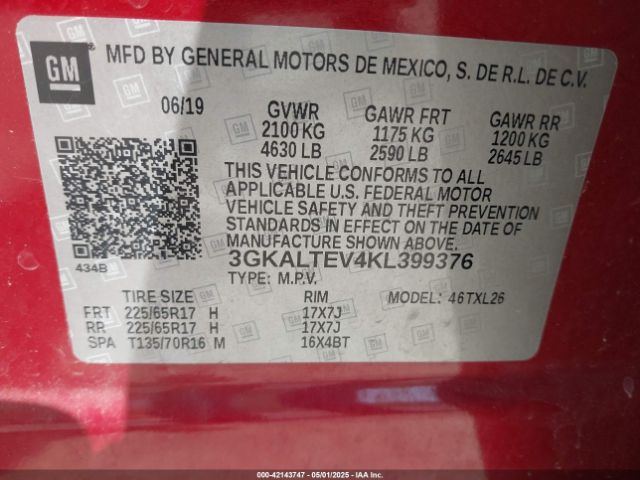 GM
MFD BY GENERAL MOTORS DE MEXICO, S. DE R.L. DE C.V.
06/19 GVWR GAWR FRT GAWR RR
2100 KG 1175 KG 1200 KG
4630 LB 2590 LB 2645 LB
THIS VEHICLE CONFORMS TO ALL
APPLICABLE U.S. FEDERAL MOTOR
VEHICLE SAFETY AND THEFT PREVENTION
STANDARDS IN EFFECT ON THE DATE OF
MANUFACTURE SHOWN ABOVE.
434B
3GKALTEV4KL399376
TYPE: M.P.V.
TIRE SIZE RIM MODEL: 46TXL26
FRT 225/65R17 H 17X7J
RR 225/65R17 H 17X7J
SPA T135/70R16 M 16X4BT
000-42143747 - 05/01/2025 - IAAI.COM